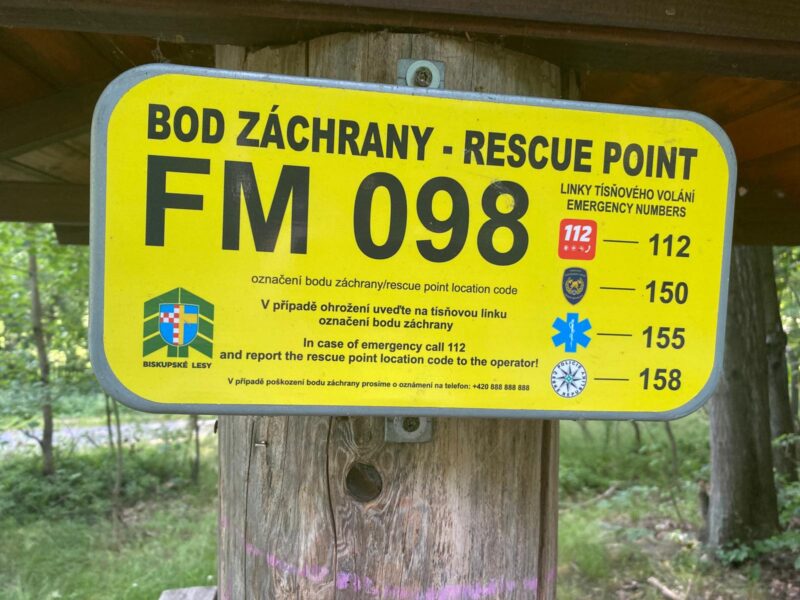 BOD ZÁCHRANY - RESCUE POINT
FM 098
LINKY TÍSŇOVÉHO VOLÁNÍ
EMERGENCY NUMBERS
112 — 112
150
155
158
označení bodu záchrany/rescue point location code
V případě ohrožení uveďte na tísňovou linku
označení bodu záchrany
In case of emergency call 112
and report the rescue point location code to the operator!
BISKUPSKÉ LESY
V případě poškození bodu záchrany prosíme o oznámení na telefon: +420 888 888 888